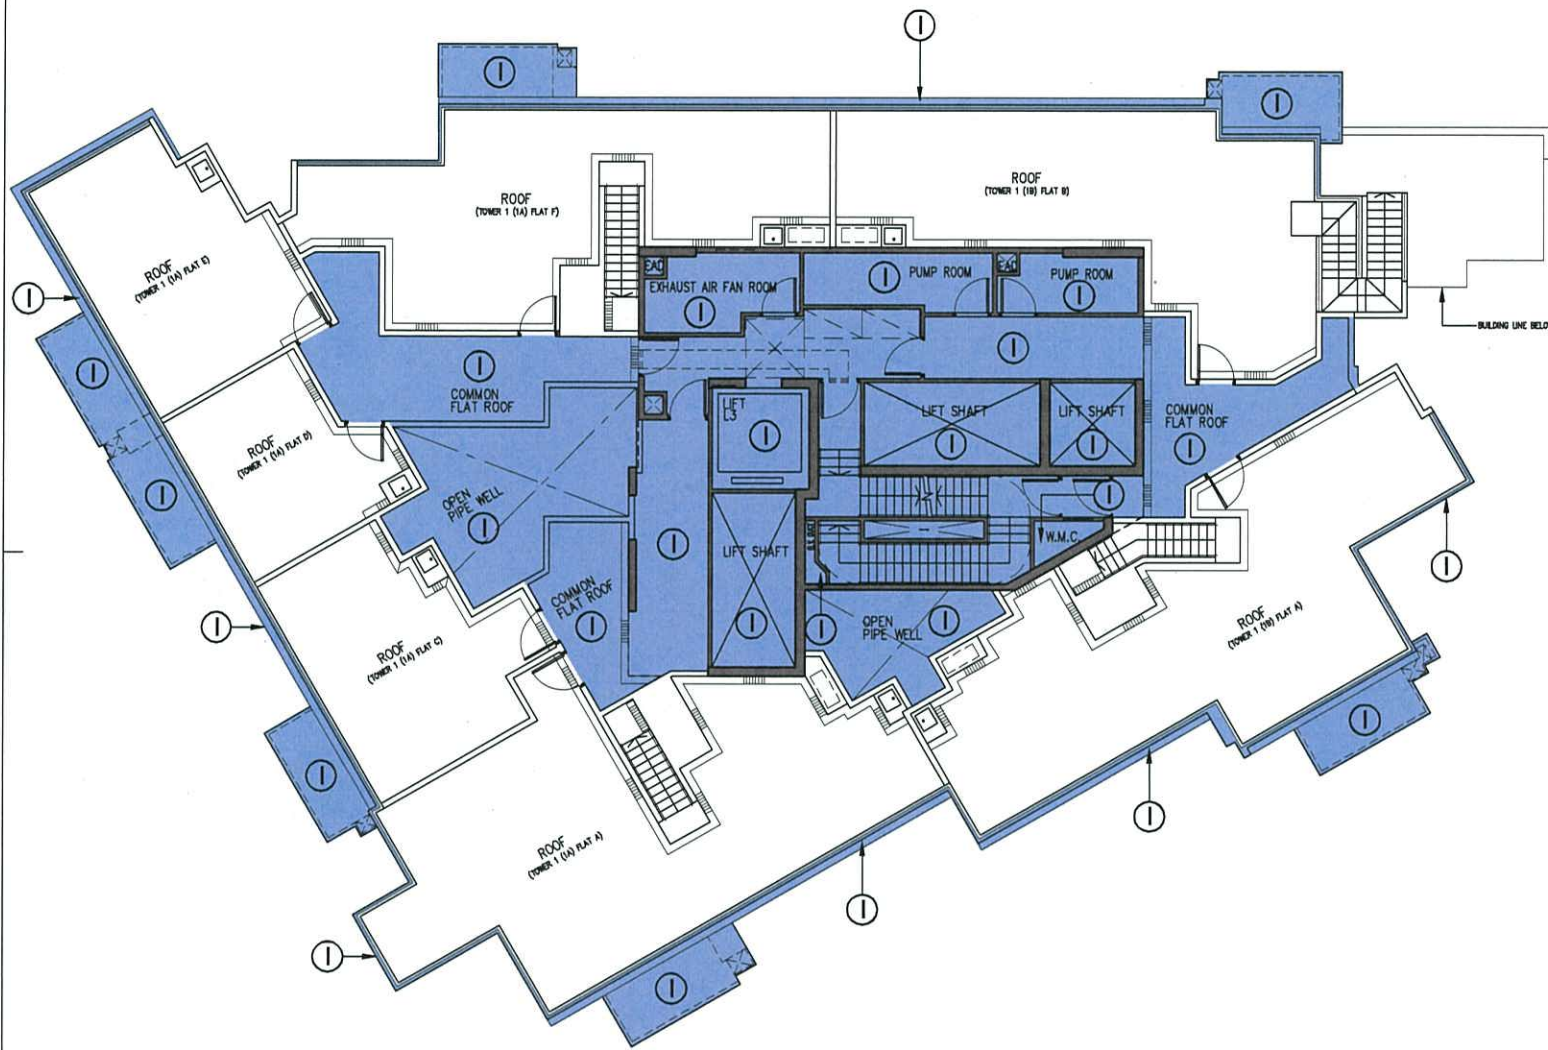 I
I
I
ROOF
(TOWER 1 (1A) FLAT F)
ROOF
(TOWER 1 (1B) FLAT B)
ROOF
(TOWER 1 (1A) FLAT E)
EAD
EXHAUST AIR FAN ROOM
I
I
PUMP ROOM
EAD
PUMP ROOM
I
I
BUILDING LINE BELO
I
I
I
COMMON
FLAT ROOF
LIFT
L3
I
LIFT SHAFT
I
LIFT SHAFT
I
COMMON
FLAT ROOF
I
ROOF
(TOWER 1 (1A) FLAT D)
I
OPEN
PIPE WELL
I
I
I
LIFT SHAFT
I
W.M.C.
I
COMMON
FLAT ROOF
I
I
OPEN
PIPE WELL
I
I
ROOF
(TOWER 1 (1A) FLAT C)
ROOF
(TOWER 1 (1B) FLAT A)
I
I
I
ROOF
(TOWER 1 (1A) FLAT A)
I
I
I